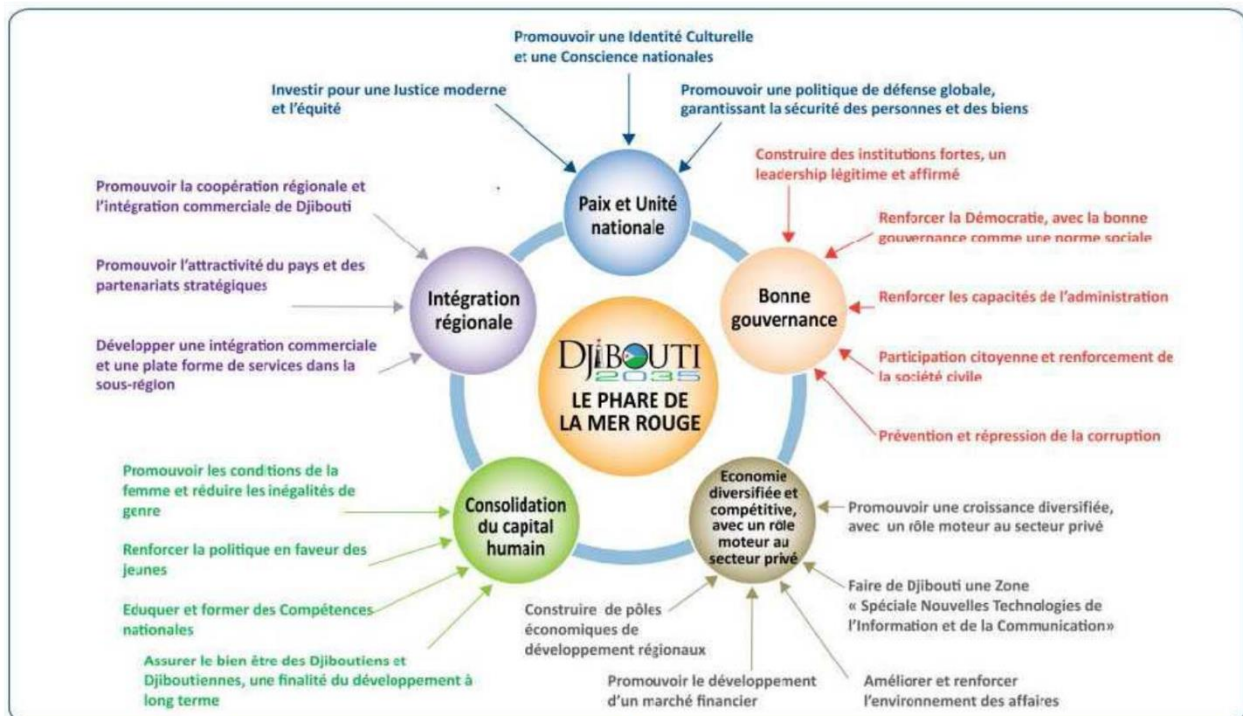 Promouvoir une Identité Culturelle
et une Conscience nationales
Investir pour une Justice moderne
et l'équité
Promouvoir une politique de défense globale,
garantissant la sécurité des personnes et des biens
Paix et Unité
nationale
Construire des institutions fortes, un
leadership légitime et affirmé
Renforcer la Démocratie, avec la bonne
gouvernance comme une norme sociale
Renforcer les capacités de l'administration
Participation citoyenne et renforcement de
la société civile
Prévention et répression de la corruption
Bonne
gouvernance
Promouvoir la coopération régionale et
l'intégration commerciale de Djibouti
Promouvoir l'attractivité du pays et des
partenariats stratégiques
Développer une intégration commerciale
et une plate forme de services dans la
sous-région
Intégration
régionale
DJIBOUTI
2035
LE PHARE DE
LA MER ROUGE
Promouvoir les conditions de la
femme et réduire les inégalités de
genre
Renforcer la politique en faveur des
jeunes
Eduquer et former des Compétences
nationales
Assurer le bien être des Djiboutiens et
Djiboutiennes, une finalité du développement à
long terme
Consolidation
du capital
humain
Economie
diversifiée et
compétitive,
avec un rôle
moteur au
secteur privé
Promouvoir une croissance diversifiée,
avec un rôle moteur au secteur privé
Faire de Djibouti une Zone
« Spéciale Nouvelles Technologies de
l'Information et de la Communication»
Construire de pôles
économiques de
développement régionaux
Promouvoir le développement
d'un marché financier
Améliorer et renforcer
l'environnement des affaires